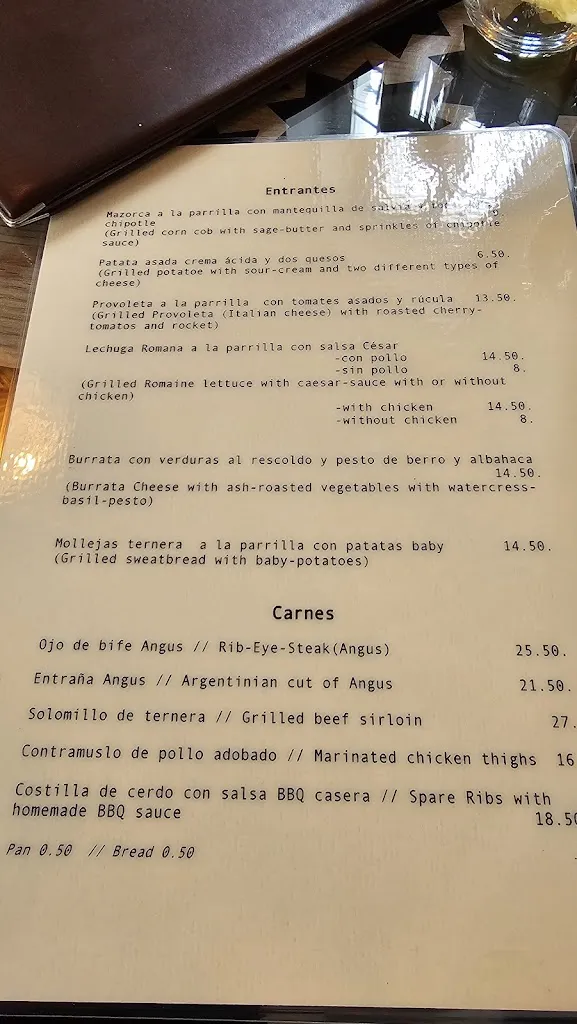 Entrantes
Mazorca a la parrilla con mantequilla de salvia y
chipotle 9.
(Grilled corn cob with sage-butter and sprinkles of chipotle
sauce)
Patata asada crema ácida y dos quesos 6.50.
(Grilled potatoe with sour-cream and two different types of
cheese)
Provoleta a la parrilla con tomates asados y rúcula 13.50.
(Grilled Provoleta (Italian cheese) with roasted cherry-
tomatos and rocket)
Lechuga Romana a la parrilla con salsa César
-con pollo 14.50.
-sin pollo 8.
(Grilled Romaine lettuce with caesar-sauce with or without
chicken)
-with chicken 14.50.
-without chicken 8.
Burrata con verduras al rescoldo y pesto de berro y albahaca
14.50.
(Burrata Cheese with ash-roasted vegetables with watercress-
basil-pesto)
Mollejas ternera a la parrilla con patatas baby 14.50.
(Grilled sweatbread with baby-potatoes)
Carnes
Ojo de bife Angus // Rib-Eye-Steak(Angus) 25.50.
Entraña Angus // Argentinian cut of Angus 21.50.
Solomillo de ternera // Grilled beef sirloin 27.
Contramuslo de pollo adobado // Marinated chicken thighs 16
Costilla de cerdo con salsa BBQ casera // Spare Ribs with
homemade BBQ sauce 18.50
Pan 0.50 // Bread 0.50